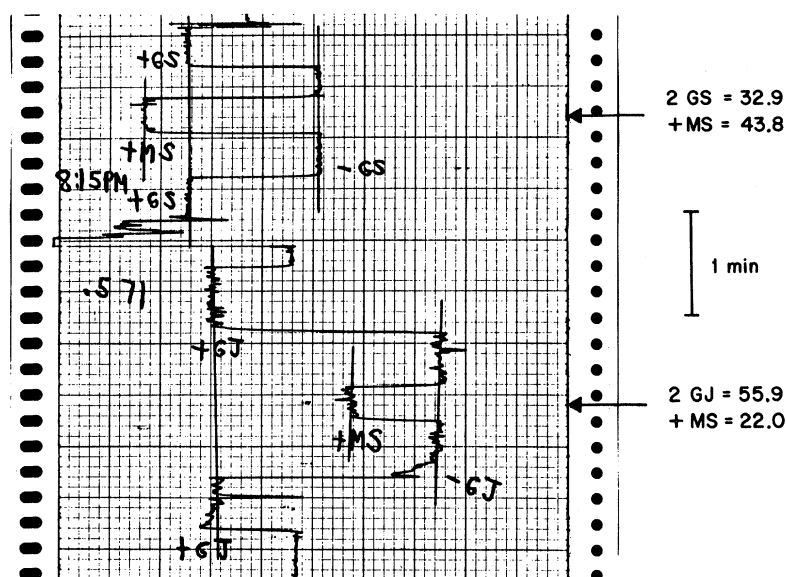 +GS
2 GS = 32.9
+MS = 43.8
+MS
-GS
8:15PM
+GS
1 min
.571
+GJ
2 GJ = 55.9
+MS = 22.0
+MS
-GJ
+GJ